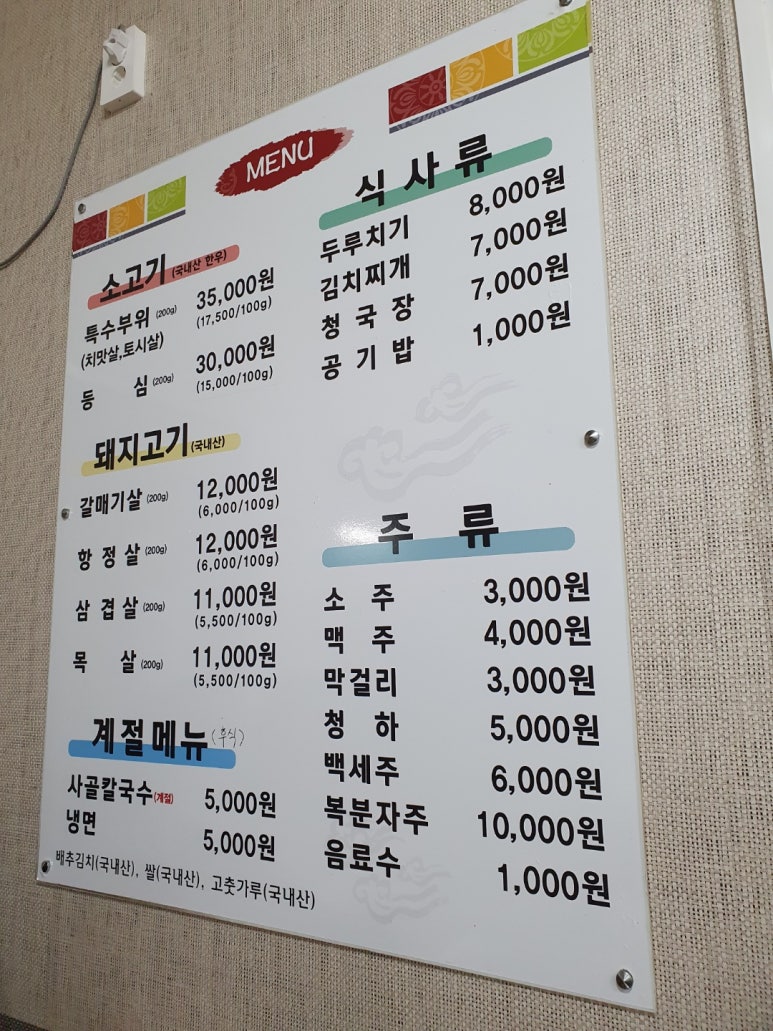 MENU
소고기 (국내산 한우)
특수부위 (200g) 35,000원
(치맛살,토시살) (17,500/100g)
등 심 (200g) 30,000원
(15,000/100g)
돼지고기 (국내산)
갈매기살 (200g) 12,000원
(6,000/100g)
항 정 살 (200g) 12,000원
(6,000/100g)
삼 겹 살 (200g) 11,000원
(5,500/100g)
목 살 (200g) 11,000원
(5,500/100g)
계절메뉴 (후식)
사골칼국수 (계절) 5,000원
냉면 5,000원
배추김치(국내산), 쌀(국내산), 고춧가루(국내산)
식 사 류
두루치기 8,000원
김치찌개 7,000원
청 국 장 7,000원
공 기 밥 1,000원
주 류
소 주 3,000원
맥 주 4,000원
막걸리 3,000원
청 하 5,000원
백세주 6,000원
복분자주 10,000원
음료수 1,000원